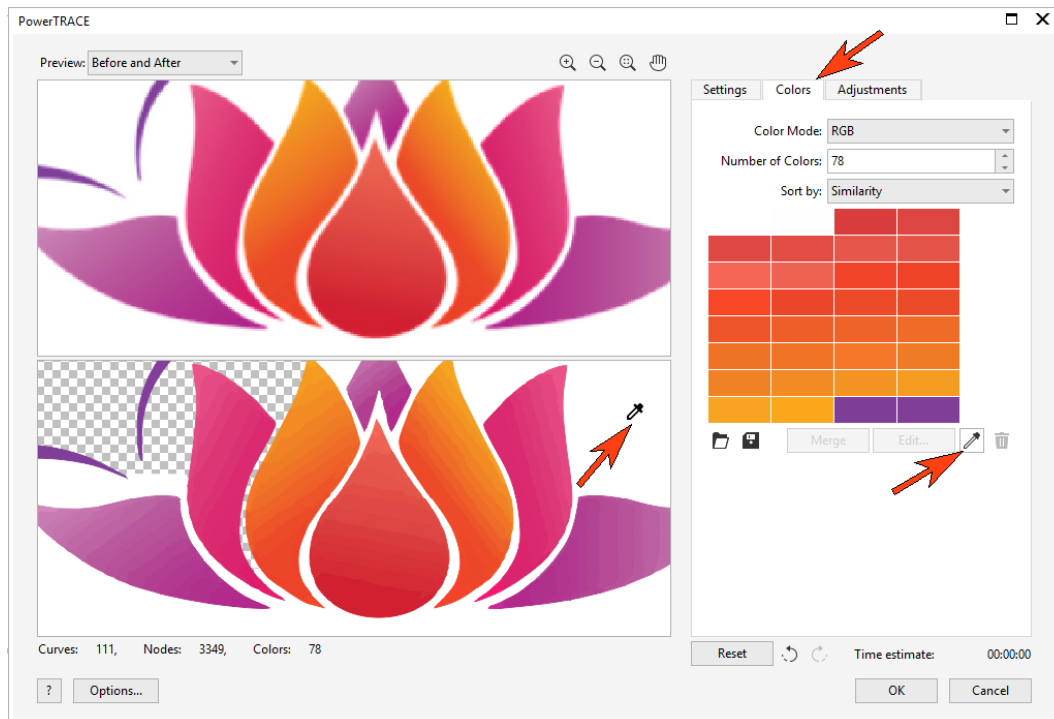 PowerTRACE
Preview: Before and After
Settings Colors Adjustments
Color Mode: RGB
Number of Colors: 78
Sort by: Similarity
Merge Edit...
Curves: 111, Nodes: 3349, Colors: 78
Reset Time estimate: 00:00:00
? Options... OK Cancel